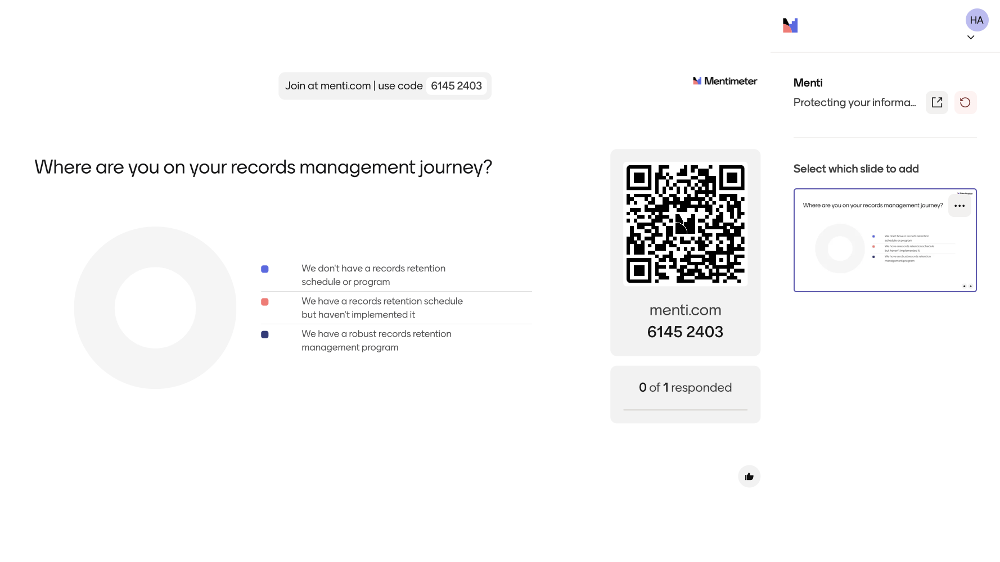 Join at menti.com | use code 6145 2403
Mentimeter
Where are you on your records management journey?
We don't have a records retention
schedule or program
We have a records retention schedule
but haven't implemented it
We have a robust records retention
management program
menti.com
6145 2403
0 of 1 responded
HA
Menti
Protecting your informa...
Select which slide to add
Mentimeter
Where are you on your records management journey?
We don't have a records retention
schedule or program
We have a records retention schedule
but haven't implemented it
We have a robust records retention
management program